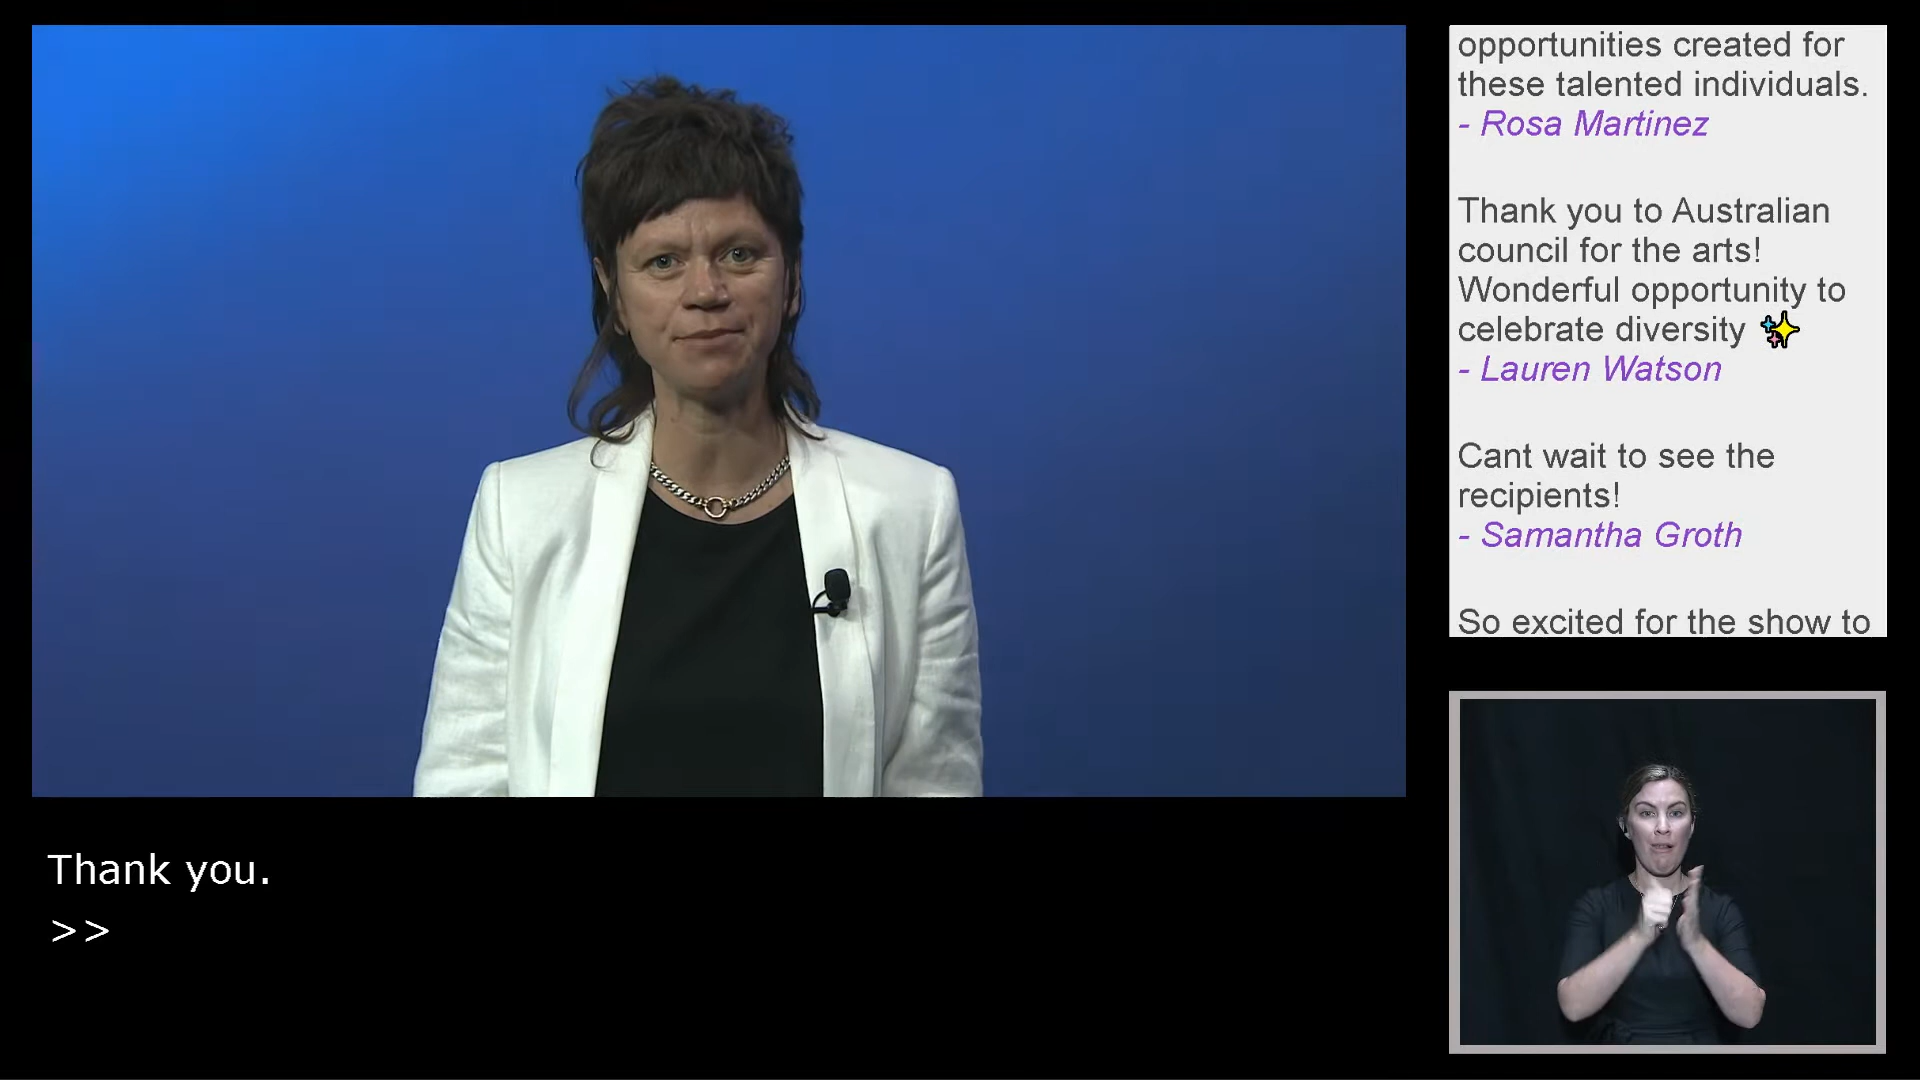 opportunities created for
these talented individuals.
- Rosa Martinez
Thank you to Australian
council for the arts!
Wonderful opportunity to
celebrate diversity ✨
- Lauren Watson
Cant wait to see the
recipients!
- Samantha Groth
So excited for the show to
Thank you.
>>